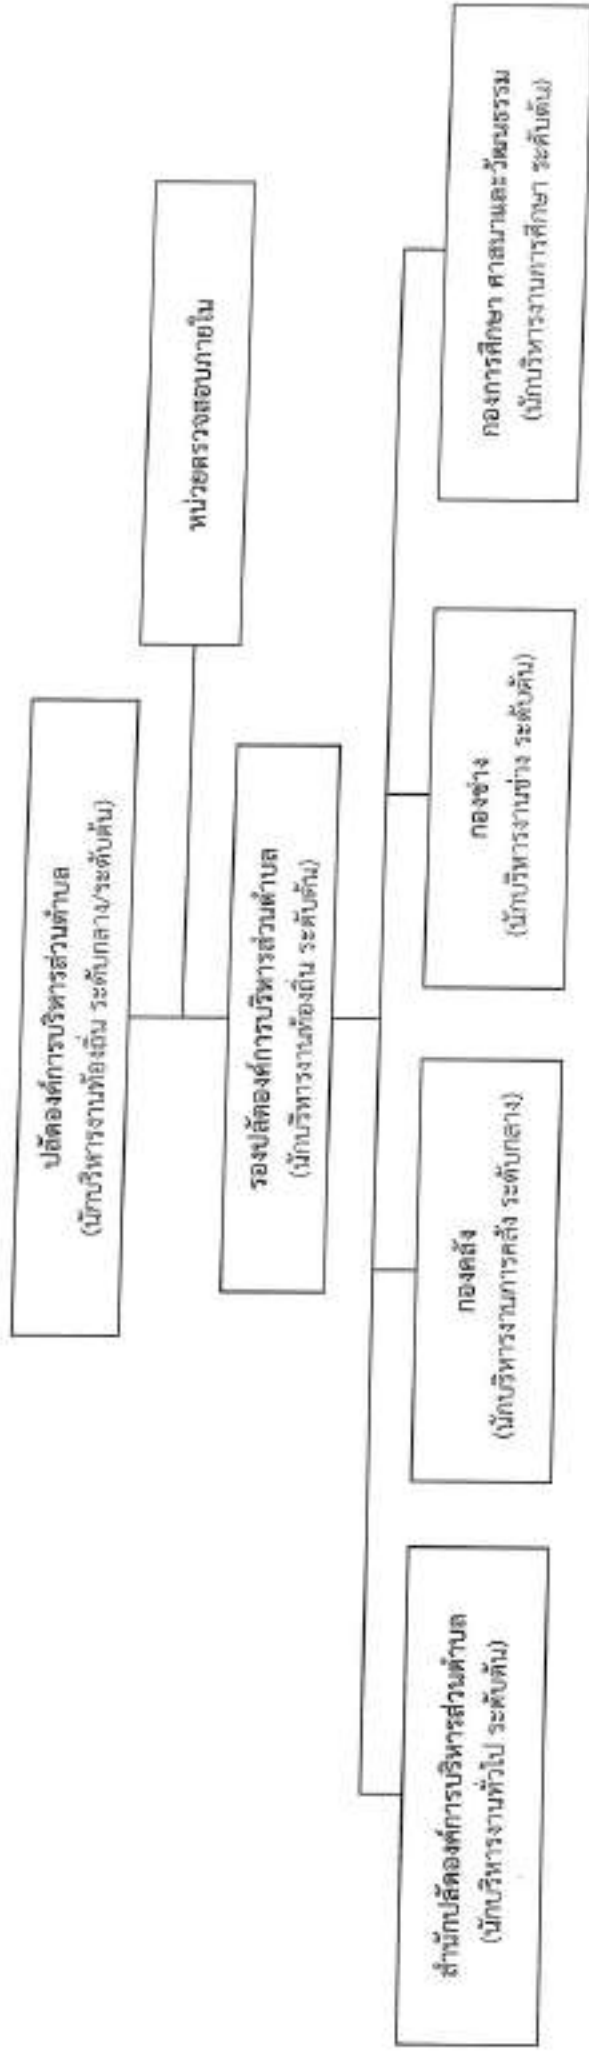 ปลัดองค์การบริหารส่วนตำบล
(นักบริหารงานท้องถิ่น ระดับกลาง/ระดับต้น)
หน่วยตรวจสอบภายใน
รองปลัดองค์การบริหารส่วนตำบล
(นักบริหารงานท้องถิ่น ระดับต้น)
สำนักปลัดองค์การบริหารส่วนตำบล
(นักบริหารงานทั่วไป ระดับต้น)
กองคลัง
(นักบริหารงานการคลัง ระดับกลาง)
กองช่าง
(นักบริหารงานช่าง ระดับต้น)
กองการศึกษา ศาสนาและวัฒนธรรม
(นักบริหารงานการศึกษา ระดับต้น)